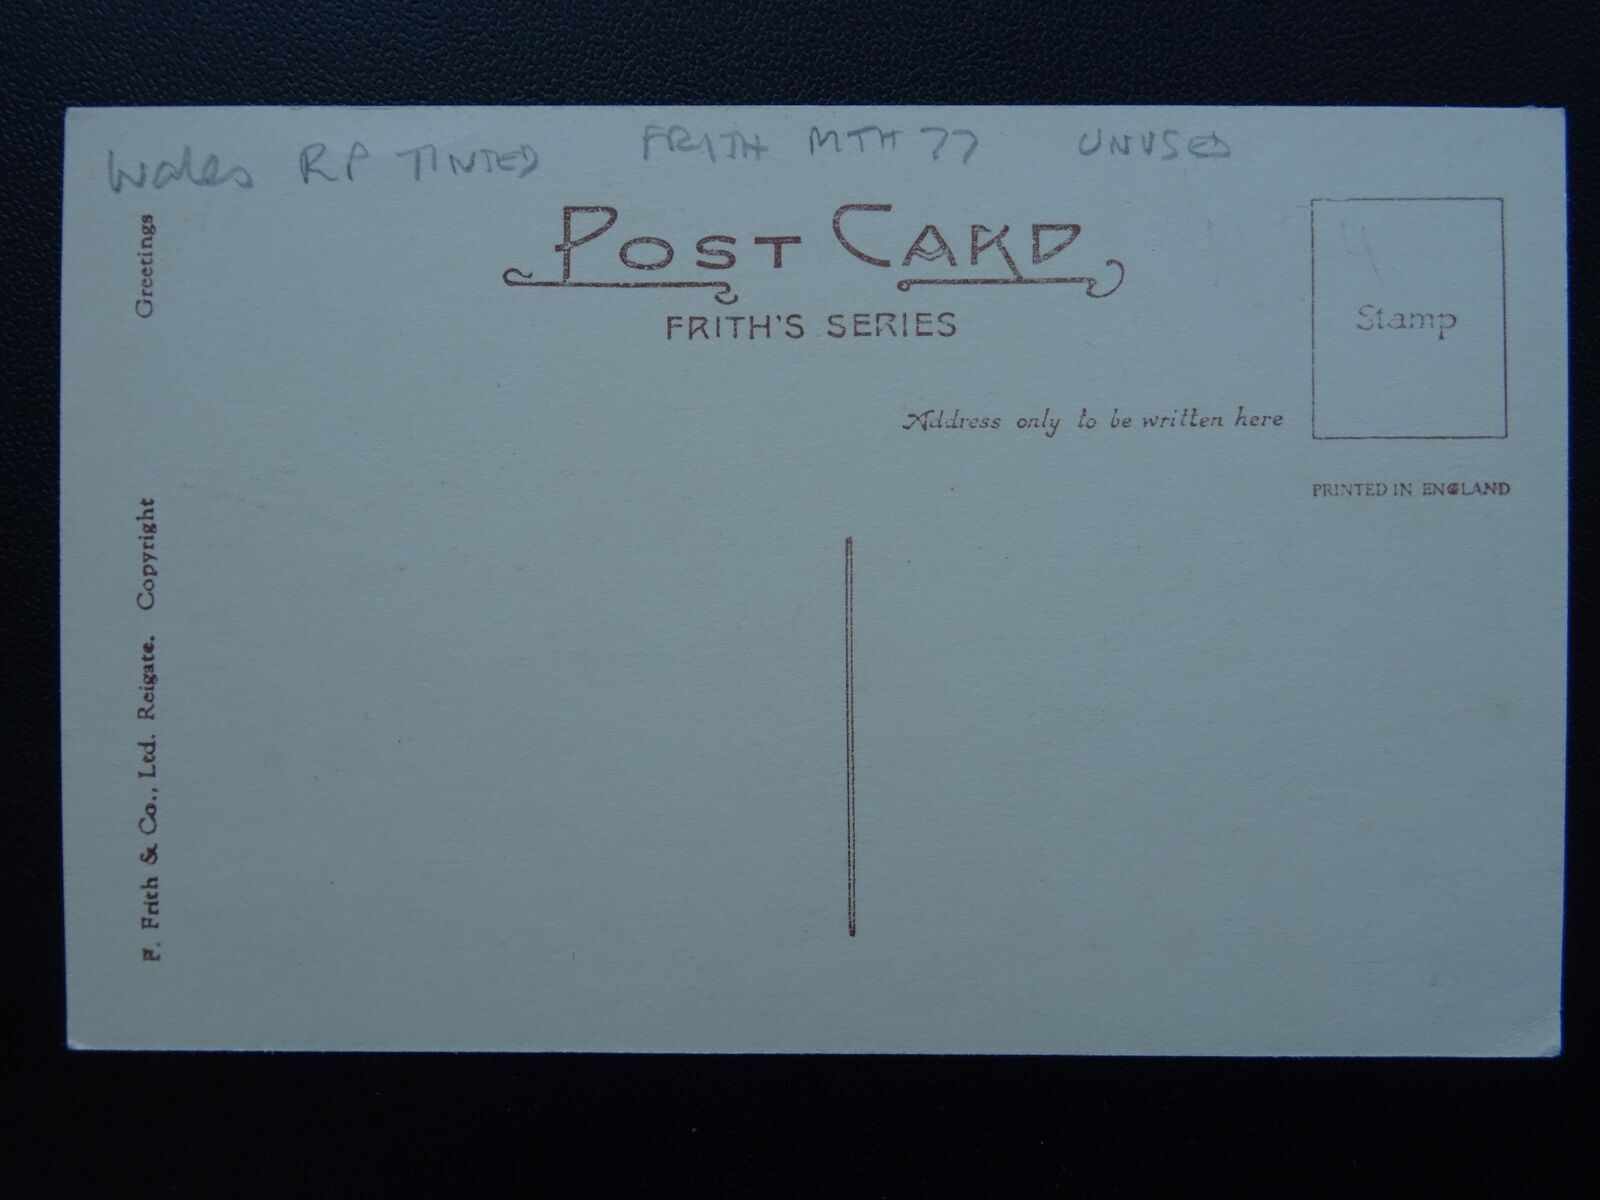 Wales RP TINTED FRITH MTH 77 UNUSED
POST CARD
FRITH'S SERIES
4
Stamp
Address only to be written here
PRINTED IN ENGLAND
F. Frith & Co., Ltd. Reigate. Copyright Greetings